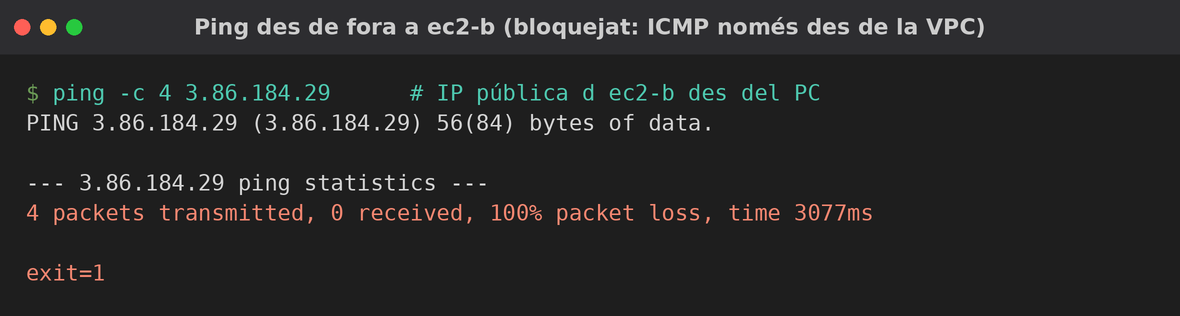 Ping des de fora a ec2-b (bloquejat: ICMP només des de la VPC)
$ ping -c 4 3.86.184.29      # IP pública d ec2-b des del PC
PING 3.86.184.29 (3.86.184.29) 56(84) bytes of data.
--- 3.86.184.29 ping statistics ---
4 packets transmitted, 0 received, 100% packet loss, time 3077ms
exit=1